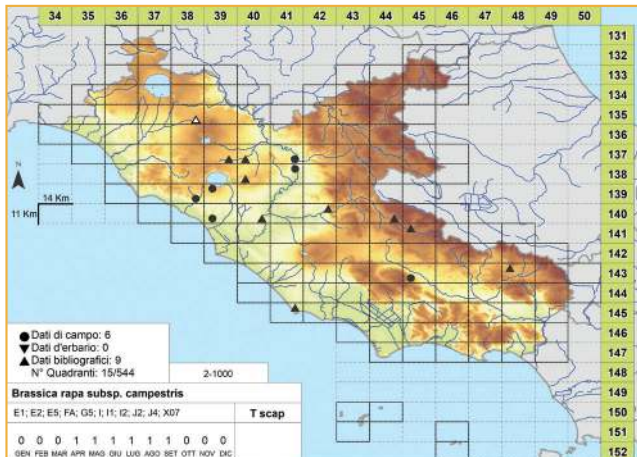 34 35 36 37 38 39 40 41 42 43 44 45 46 47 48 49 50
131
132
133
134
135
136
137
138
139
140
141
142
143
144
145
146
147
148
149
150
151
152
N
14 Km
11 Km
Dati di campo: 6
Dati d'erbario: 0
Dati bibliografici: 9
N° Quadranti: 15/544
2-1000
Brassica rapa subsp. campestris
E1; E2; E5; FA; G5; I; I1; I2; J2; J4; X07
T scap
0 0 0 1 1 1 1 1 1 0 0 0
GEN FEB MAR APR MAG GIU LUG AGO SET OTT NOV DIC